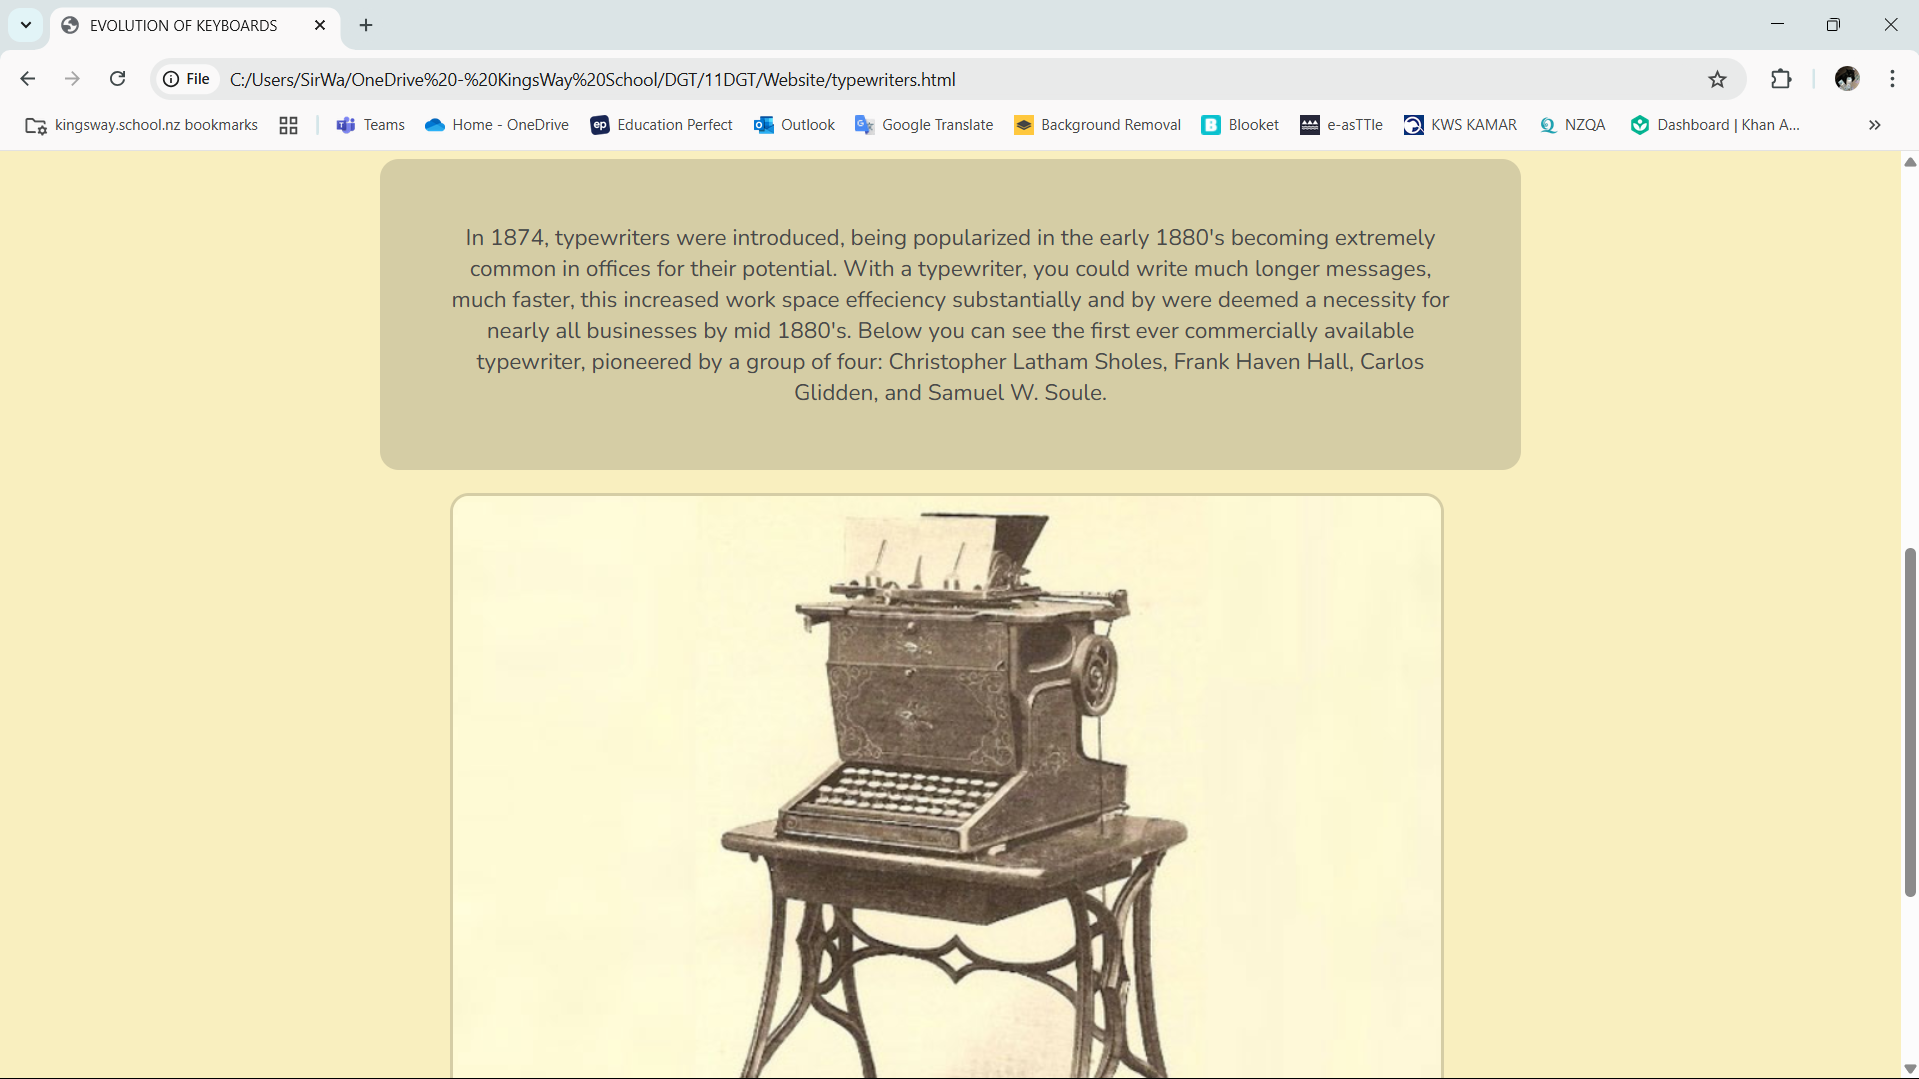 EVOLUTION OF KEYBOARDS
File C:/Users/SirWa/OneDrive%20-%20KingsWay%20School/DGT/11DGT/Website/typewriters.html
kingsway.school.nz bookmarks Teams Home - OneDrive ep Education Perfect Outlook Google Translate Background Removal B Blooket e-asTTle KWS KAMAR NZQA Dashboard | Khan A...
In 1874, typewriters were introduced, being popularized in the early 1880's becoming extremely
common in offices for their potential. With a typewriter, you could write much longer messages,
much faster, this increased work space effeciency substantially and by were deemed a necessity for
nearly all businesses by mid 1880's. Below you can see the first ever commercially available
typewriter, pioneered by a group of four: Christopher Latham Sholes, Frank Haven Hall, Carlos
Glidden, and Samuel W. Soule.